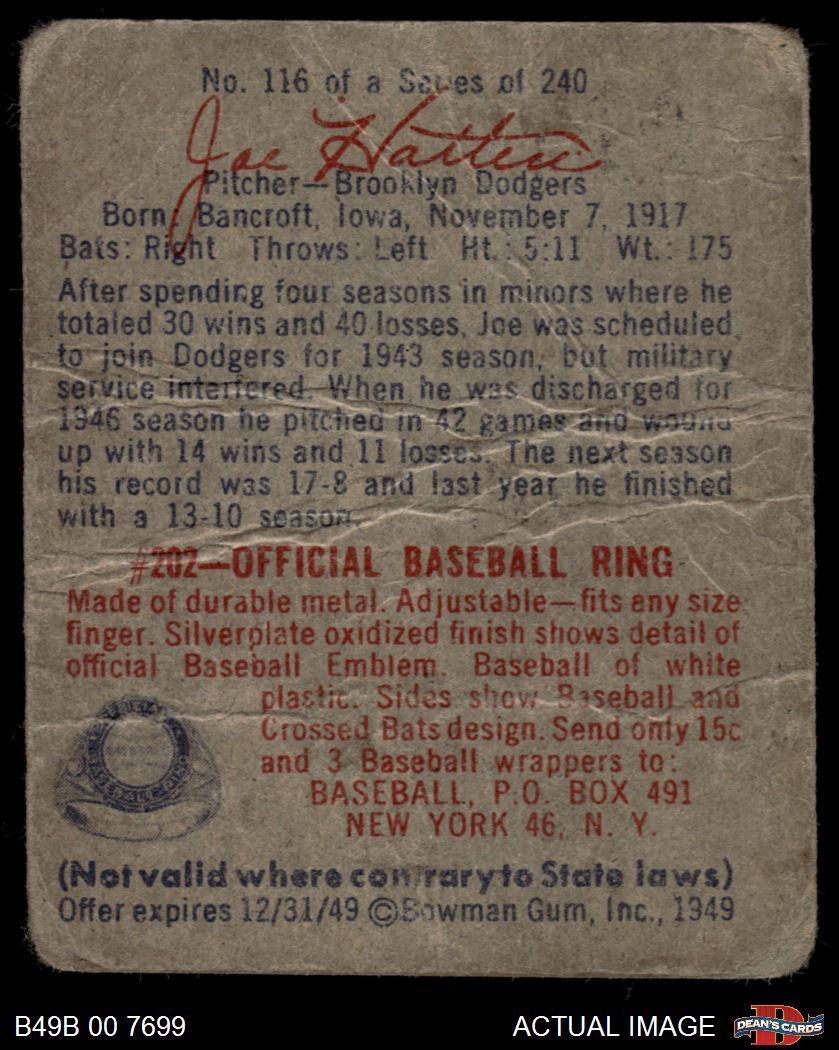 No. 116 of a Series of 240
Joe Hatten
Pitcher—Brooklyn Dodgers
Born: Bancroft, Iowa, November 7, 1917
Bats: Right Throws: Left Ht.: 5:11 Wt.: 175
After spending four seasons in minors where he
totaled 30 wins and 40 losses, Joe was scheduled
to join Dodgers for 1943 season, but military
service interfered. When he was discharged for
1946 season he pitched in 42 games and wound
up with 14 wins and 11 losses. The next season
his record was 17-8 and last year he finished
with a 13-10 season.
#202—OFFICIAL BASEBALL RING
Made of durable metal. Adjustable—fits any size
finger. Silverplate oxidized finish shows detail of
official Baseball Emblem. Baseball of white
plastic. Sides show Baseball and
Crossed Bats design. Send only 15c
and 3 Baseball wrappers to:
BASEBALL, P.O. BOX 491
NEW YORK 46, N. Y.
(Not valid where contrary to State laws)
Offer expires 12/31/49 ©Bowman Gum, Inc., 1949
B49B 00 7699
ACTUAL IMAGE
D
DEAN'S CARDS